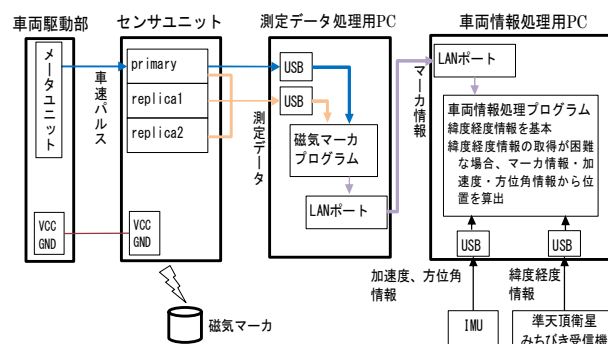 車両駆動部
メータユニット
VCC
GND
車速パルス
センサユニット
primary
replica1
replica2
VCC
GND
磁気マーカ
測定データ
測定データ処理用PC
USB
USB
磁気マーカ
プログラム
LANポート
マーカ情報
車両情報処理用PC
LANポート
車両情報処理プログラム
緯度経度情報を基本
緯度経度情報の取得が困難
な場合、マーカ情報・加
速度・方位角情報から位
置を算出
USB
USB
加速度、方位角
情報
緯度経度
情報
IMU
準天頂衛星
みちびき受信機